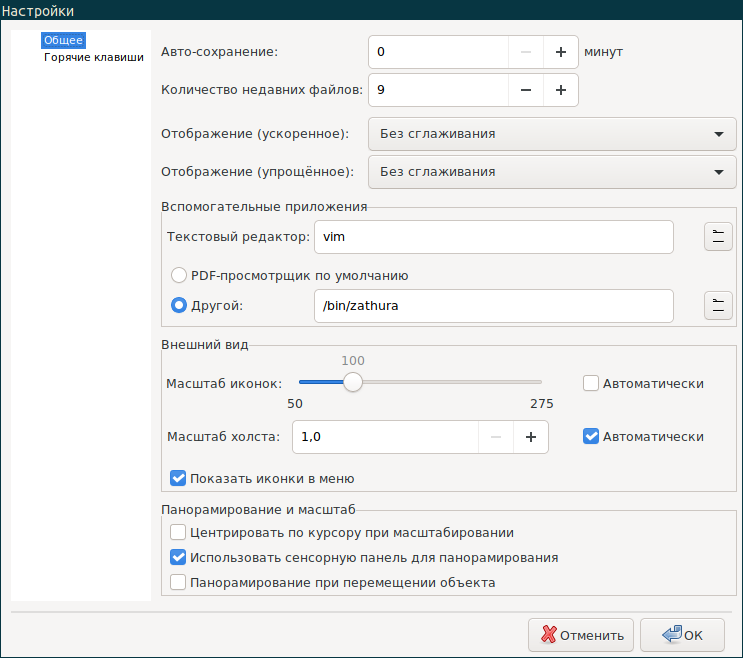 Настройки
Общее
Горячие клавиши
Авто-сохранение: 0 минут
Количество недавних файлов: 9
Отображение (ускоренное): Без сглаживания
Отображение (упрощённое): Без сглаживания
Вспомогательные приложения
Текстовый редактор: vim
PDF-просмотрщик по умолчанию
Другой: /bin/zathura
Внешний вид
100
Масштаб иконок: Автоматически
50 275
Масштаб холста: 1,0 Автоматически
Показать иконки в меню
Панорамирование и масштаб
Центрировать по курсору при масштабировании
Использовать сенсорную панель для панорамирования
Панорамирование при перемещении объекта
Отменить ОК